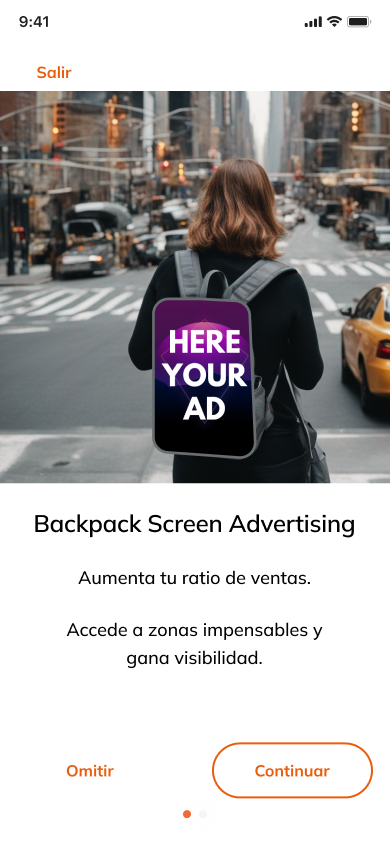 9:41
Salir
HERE
YOUR
AD
Backpack Screen Advertising
Aumenta tu ratio de ventas.
Accede a zonas impensables y
gana visibilidad.
Omitir
Continuar